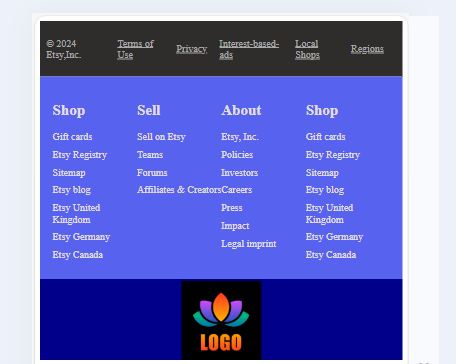 © 2024 Etsy,Inc.
Terms of Use
Privacy
Interest-based-ads
Local Shops
Regions
Shop
Gift cards
Etsy Registry
Sitemap
Etsy blog
Etsy United Kingdom
Etsy Germany
Etsy Canada
Sell
Sell on Etsy
Teams
Forums
Affiliates & Creators
About
Etsy, Inc.
Policies
Investors
Careers
Press
Impact
Legal imprint
Shop
Gift cards
Etsy Registry
Sitemap
Etsy blog
Etsy United Kingdom
Etsy Germany
Etsy Canada
LOGO